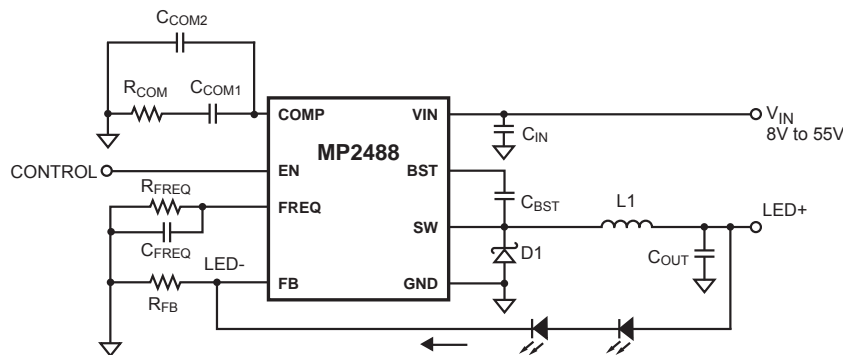 CCOM2
RCOM
CCOM1
COMP
VIN
VIN
8V to 55V
CIN
MP2488
CONTROL
EN
BST
RFREQ
FREQ
CBST
L1
LED+
SW
CFREQ
D1
COUT
LED-
FB
GND
RFB